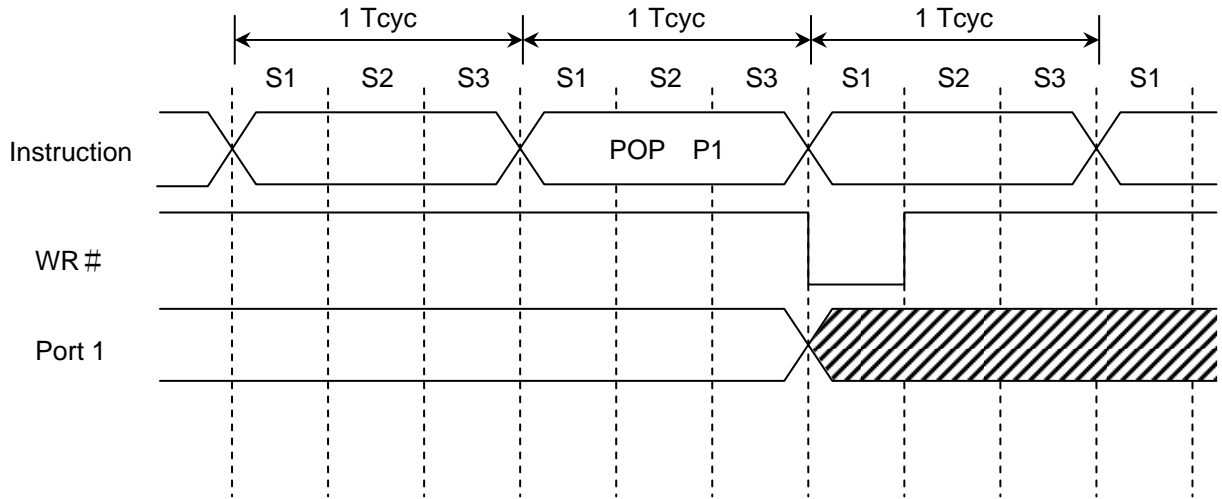 1 Tcyc 1 Tcyc 1 Tcyc
S1 S2 S3 S1 S2 S3 S1 S2 S3 S1
Instruction POP P1
WR＃
Port 1